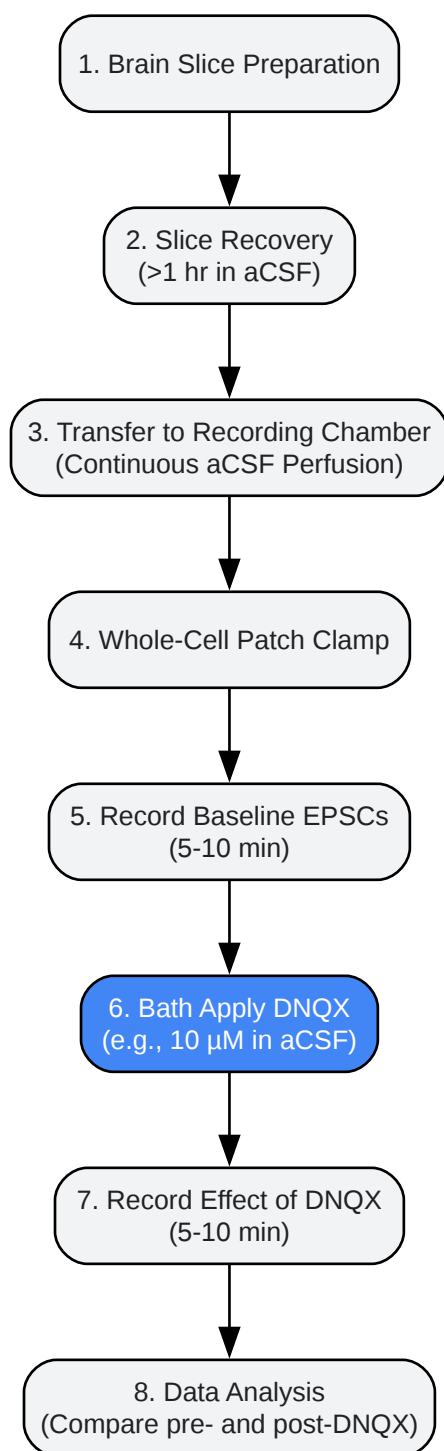 1. Brain Slice Preparation
2. Slice Recovery
(>1 hr in aCSF)
3. Transfer to Recording Chamber
(Continuous aCSF Perfusion)
4. Whole-Cell Patch Clamp
5. Record Baseline EPSCs
(5-10 min)
6. Bath Apply DNQX
(e.g., 10 µM in aCSF)
7. Record Effect of DNQX
(5-10 min)
8. Data Analysis
(Compare pre- and post-DNQX)